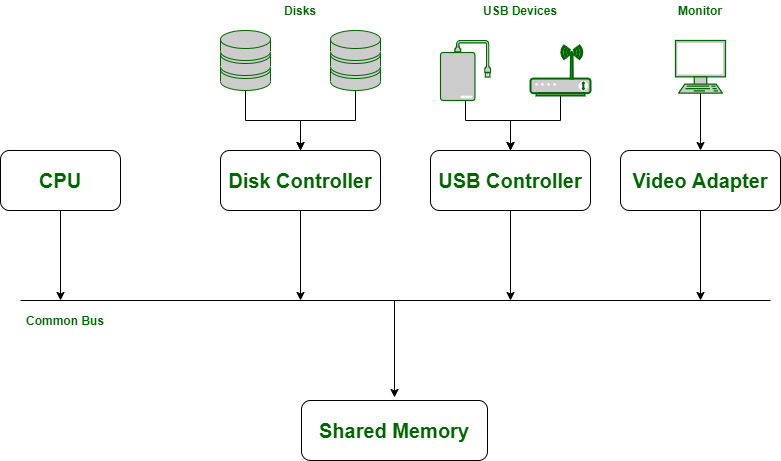 Disks
USB Devices
Monitor
CPU
Disk Controller
USB Controller
Video Adapter
Common Bus
Shared Memory